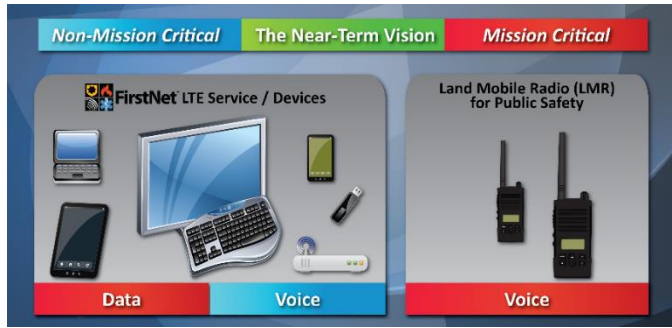 Non-Mission Critical
The Near-Term Vision
Mission Critical
FirstNet LTE Service / Devices
Land Mobile Radio (LMR)
for Public Safety
Data
Voice
Voice